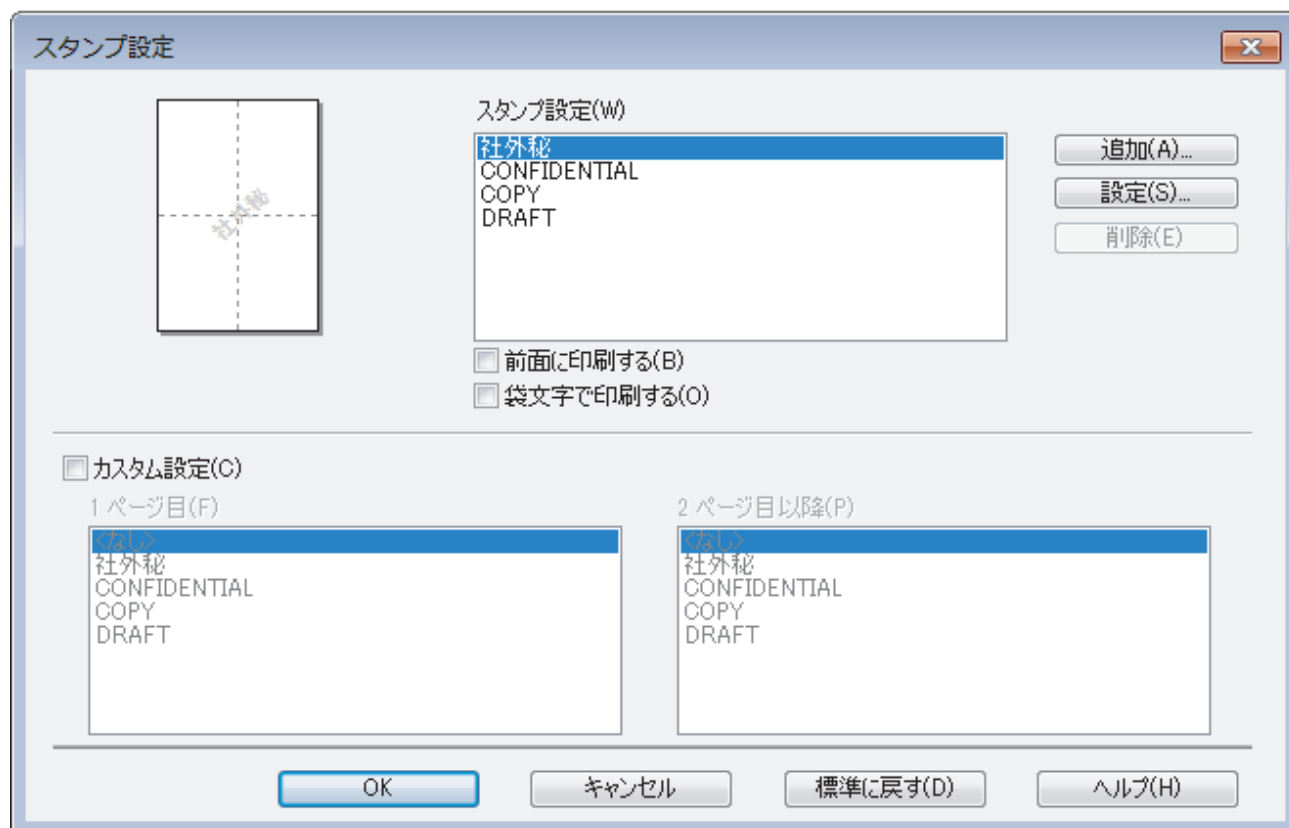 スタンプ設定
社外秘
スタンプ設定(W)
社外秘
CONFIDENTIAL
COPY
DRAFT
追加(A)...
設定(S)...
削除(E)
前面に印刷する(B)
袋文字で印刷する(O)
カスタム設定(C)
1 ページ目(F)
<なし>
社外秘
CONFIDENTIAL
COPY
DRAFT
2 ページ目以降(P)
<なし>
社外秘
CONFIDENTIAL
COPY
DRAFT
OK
キャンセル
標準に戻す(D)
ヘルプ(H)